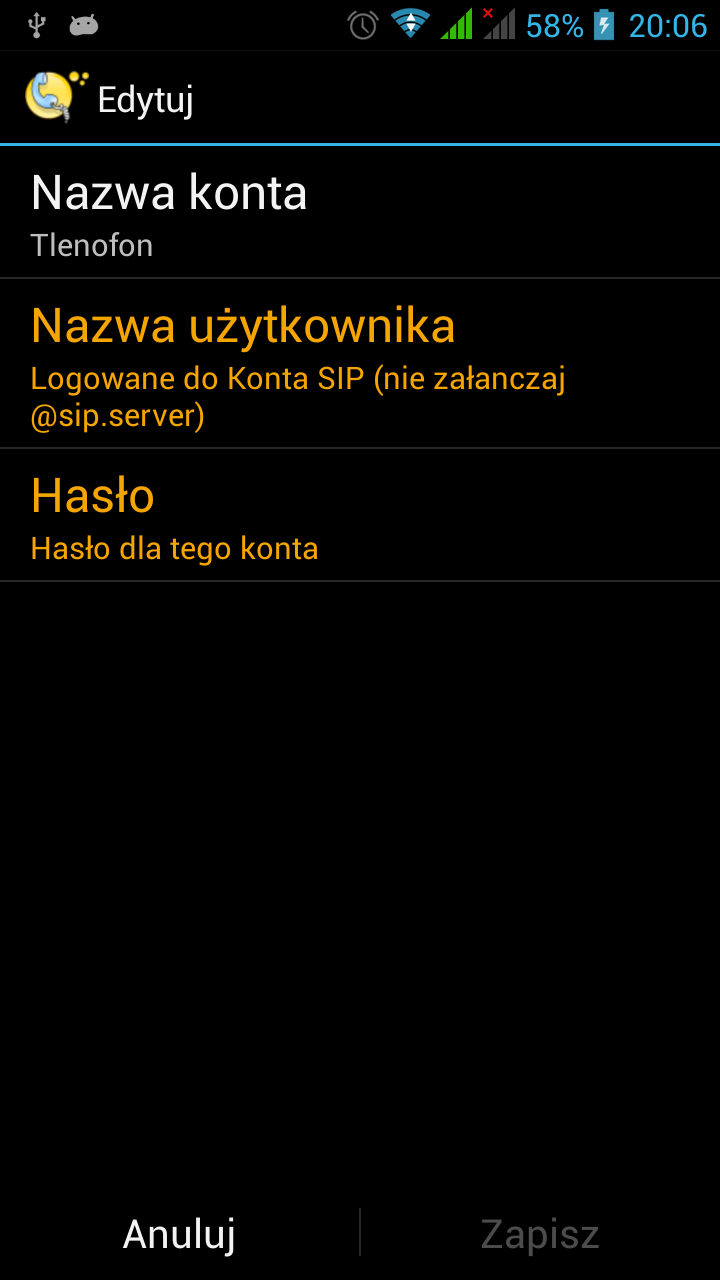 58% 20:06
Edytuj
Nazwa konta
Tlenofon
Nazwa użytkownika
Logowane do Konta SIP (nie załanczaj
@sip.server)
Hasło
Hasło dla tego konta
Anuluj Zapisz